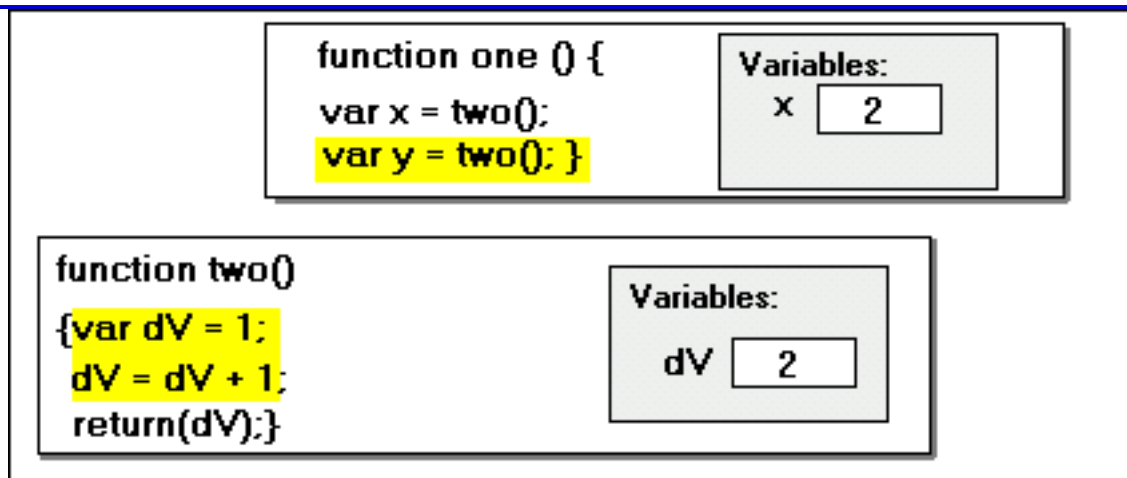 function one () {
var x = two();
var y = two(); }
Variables:
x 2
function two()
{var dV = 1;
dV = dV + 1;
return(dV);}
Variables:
dV 2